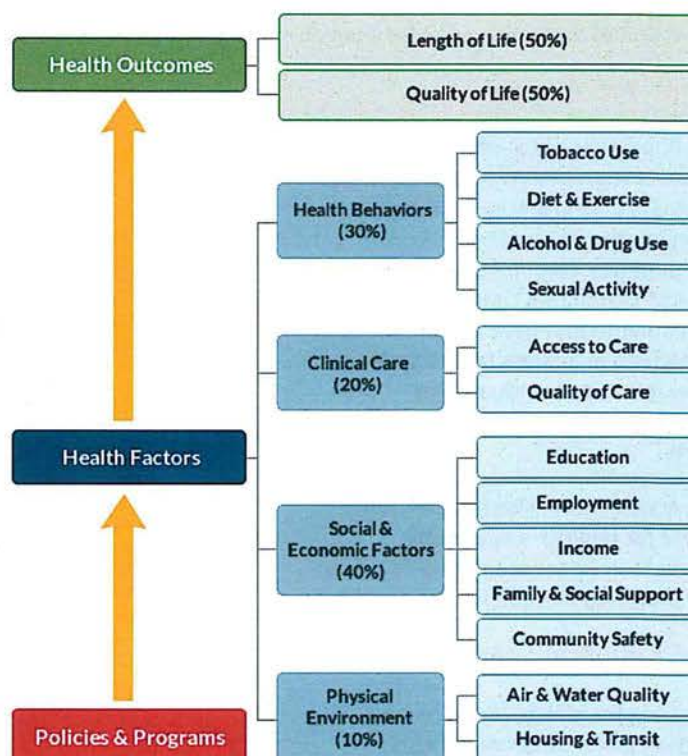 Health Outcomes
Length of Life (50%)
Quality of Life (50%)
Health Factors
Health Behaviors
(30%)
Tobacco Use
Diet & Exercise
Alcohol & Drug Use
Sexual Activity
Clinical Care
(20%)
Access to Care
Quality of Care
Social &
Economic Factors
(40%)
Education
Employment
Income
Family & Social Support
Community Safety
Physical
Environment
(10%)
Air & Water Quality
Housing & Transit
Policies & Programs